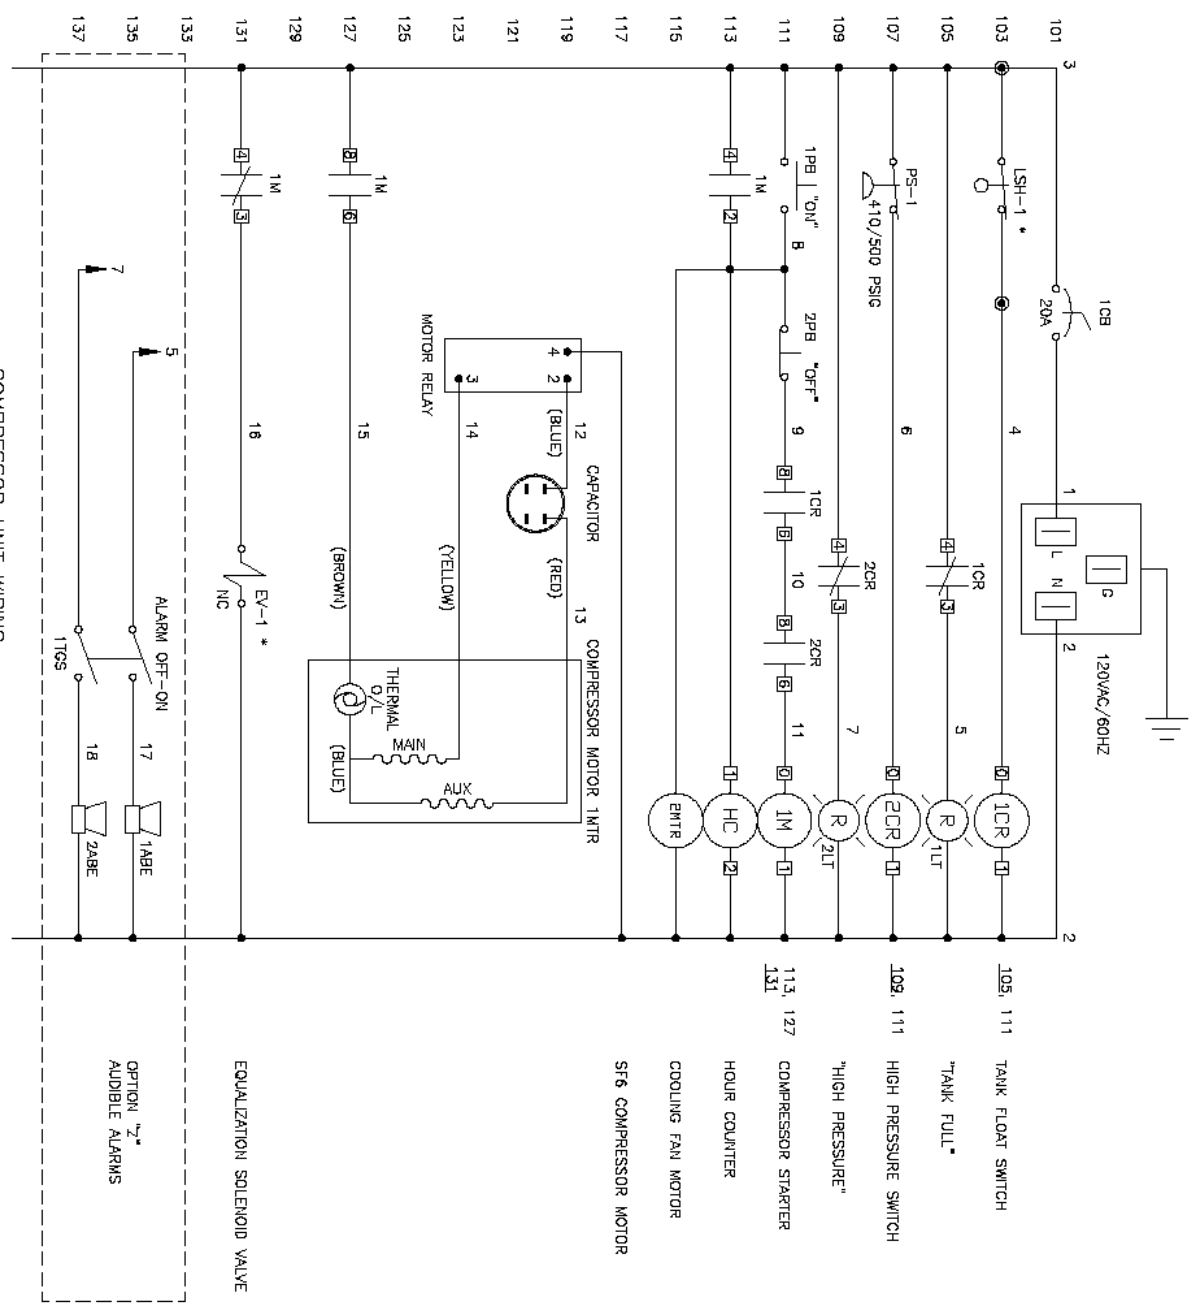 101
3
1CB
20A
1
L
G
N
2
120VAC/60HZ
2
103
LSH-1 *
4
0
1CR
1
105, 111
TANK FLOAT SWITCH
105
4
1CR
3
5
R
1LT
"TANK FULL"
107
PS-1
410/500 PSIG
6
0
2CR
1
109, 111
HIGH PRESSURE SWITCH
109
4
2CR
3
7
R
2LT
"HIGH PRESSURE"
111
1PB
"ON"
8
2PB
"OFF"
9
8
1CR
6
10
8
2CR
6
11
0
1M
1
113, 127
131
COMPRESSOR STARTER
113
4
1M
2
1
HC
2
HOUR COUNTER
115
2MTR
COOLING FAN MOTOR
117
SF6 COMPRESSOR MOTOR
119
4
2
3
MOTOR RELAY
12
(BLUE)
CAPACITOR
(RED)
13
COMPRESSOR MOTOR 1MTR
121
123
14
(YELLOW)
AUX
MAIN
125
127
8
1M
6
15
(BROWN)
THERMAL
O/L
(BLUE)
129
131
4
1M
3
16
EV-1 *
NC
EQUALIZATION SOLENOID VALVE
133
135
5
ALARM OFF-ON
17
1ABE
OPTION "Z"
AUDIBLE ALARMS
137
7
1TGS
18
2ABE
COMPRESSOR UNIT WIRING